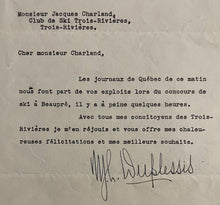 Monsieur Jacques Charland,
Club de Ski Trois-Rivières,
Trois-Rivières.
Cher monsieur Charland,
Les journaux de Québec de ce matin
nous font part de vos exploits lors du concours de
ski à Beaupré, il y a à peine quelques heures.
Avec tous mes concitoyens des Trois-
Rivières je m'en réjouis et vous offre mes chaleu-
reuses félicitations et mes meilleurs souhaits.
Duplessis